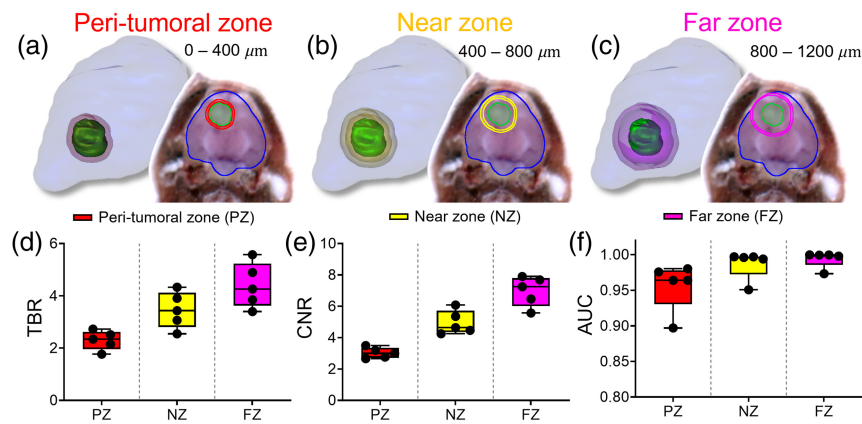 Peri-tumoral zone
Near zone
Far zone
(a)
0 – 400 μm
(b)
400 – 800 μm
(c)
800 – 1200 μm
Peri-tumoral zone (PZ)
Near zone (NZ)
Far zone (FZ)
(d)
TBR
6
4
2
0
PZ
NZ
FZ
(e)
CNR
10
8
6
4
2
0
PZ
NZ
FZ
(f)
AUC
1.00
0.95
0.90
0.85
0.80
PZ
NZ
FZ